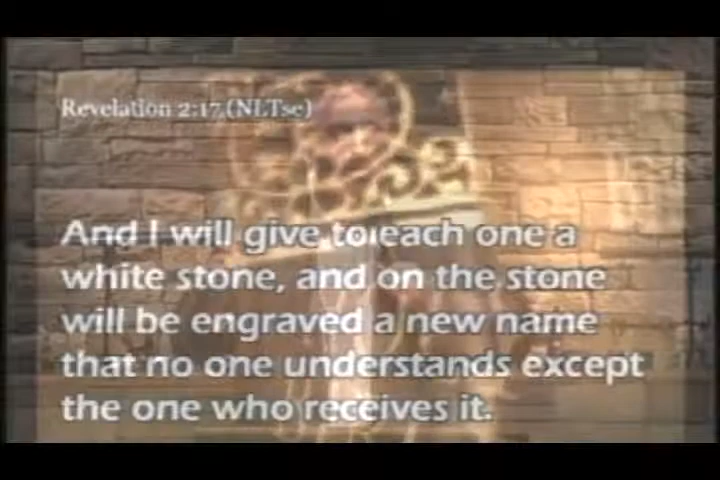 Revelation 2:17 (NLTse)
And I will give to each one a
white stone, and on the stone
will be engraved a new name
that no one understands except
the one who receives it.